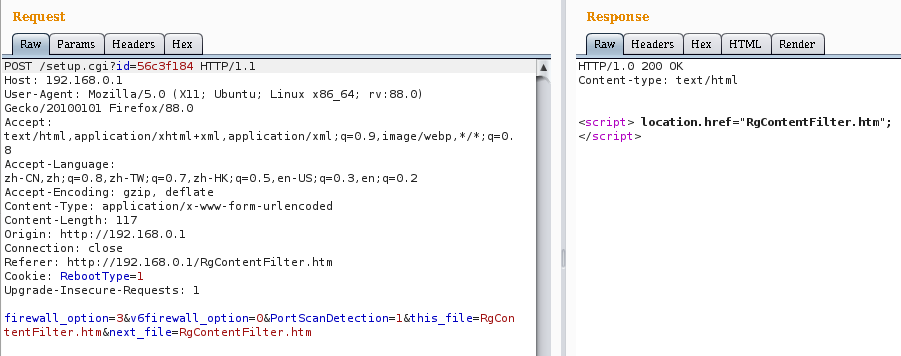 Request
Raw Params Headers Hex
POST /setup.cgi?id=56c3f184 HTTP/1.1
Host: 192.168.0.1
User-Agent: Mozilla/5.0 (X11; Ubuntu; Linux x86_64; rv:88.0)
Gecko/20100101 Firefox/88.0
Accept:
text/html,application/xhtml+xml,application/xml;q=0.9,image/webp,*/*;q=0.
8
Accept-Language:
zh-CN,zh;q=0.8,zh-TW;q=0.7,zh-HK;q=0.5,en-US;q=0.3,en;q=0.2
Accept-Encoding: gzip, deflate
Content-Type: application/x-www-form-urlencoded
Content-Length: 117
Origin: http://192.168.0.1
Connection: close
Referer: http://192.168.0.1/RgContentFilter.htm
Cookie: RebootType=1
Upgrade-Insecure-Requests: 1
firewall_option=3&v6firewall_option=0&PortScanDetection=1&this_file=RgCon
tentFilter.htm&next_file=RgContentFilter.htm
Response
Raw Headers Hex HTML Render
HTTP/1.0 200 OK
Content-type: text/html
<script> location.href="RgContentFilter.htm";
</script>